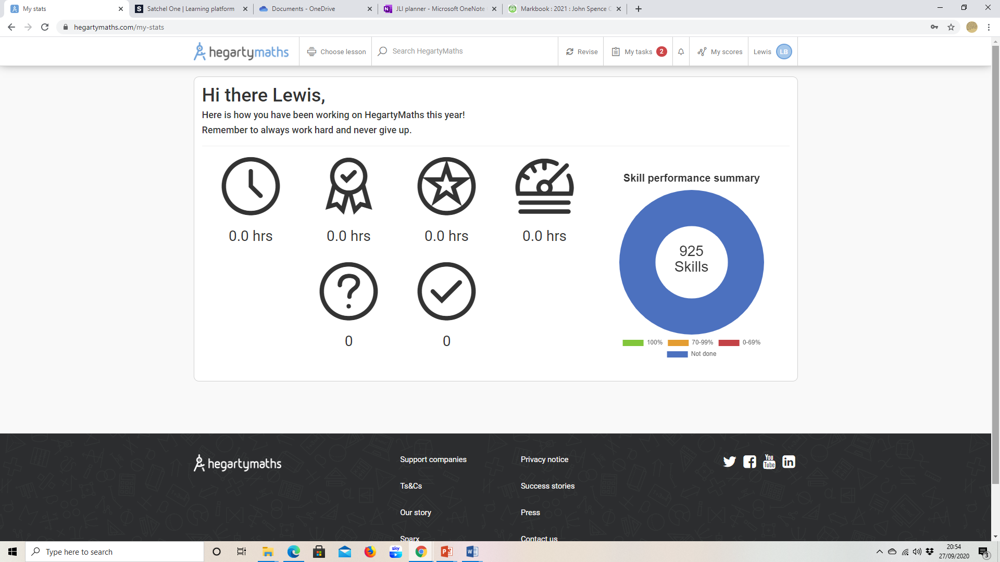 My stats
Satchel One | Learning platform
Documents - OneDrive
JLI planner - Microsoft OneNote
Markbook : 2021 : John Spence C
hegartymaths.com/my-stats
hegartymaths
Choose lesson
Search HegartyMaths
Revise
My tasks 2
My scores
Lewis LB
Hi there Lewis,
Here is how you have been working on HegartyMaths this year!
Remember to always work hard and never give up.
0.0 hrs
0.0 hrs
0.0 hrs
0.0 hrs
0
0
Skill performance summary
925
Skills
100% 70-99% 0-69%
Not done
hegartymaths
Support companies
Privacy notice
You
Tube
in
Ts&Cs
Success stories
Our story
Press
Sparx
Contact us
Type here to search
sky
20:54
27/09/2020
3